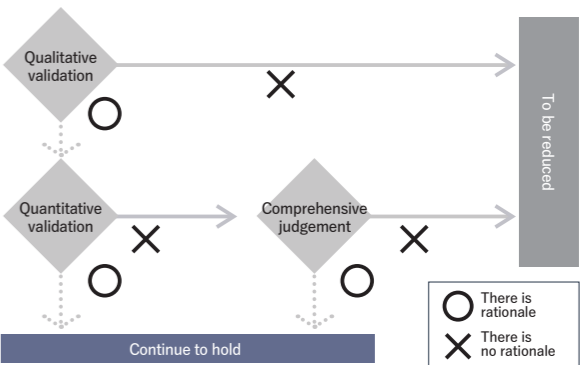 Qualitative
validation
To be reduced
Quantitative
validation
Comprehensive
judgement
There is
rationale
There is
no rationale
Continue to hold